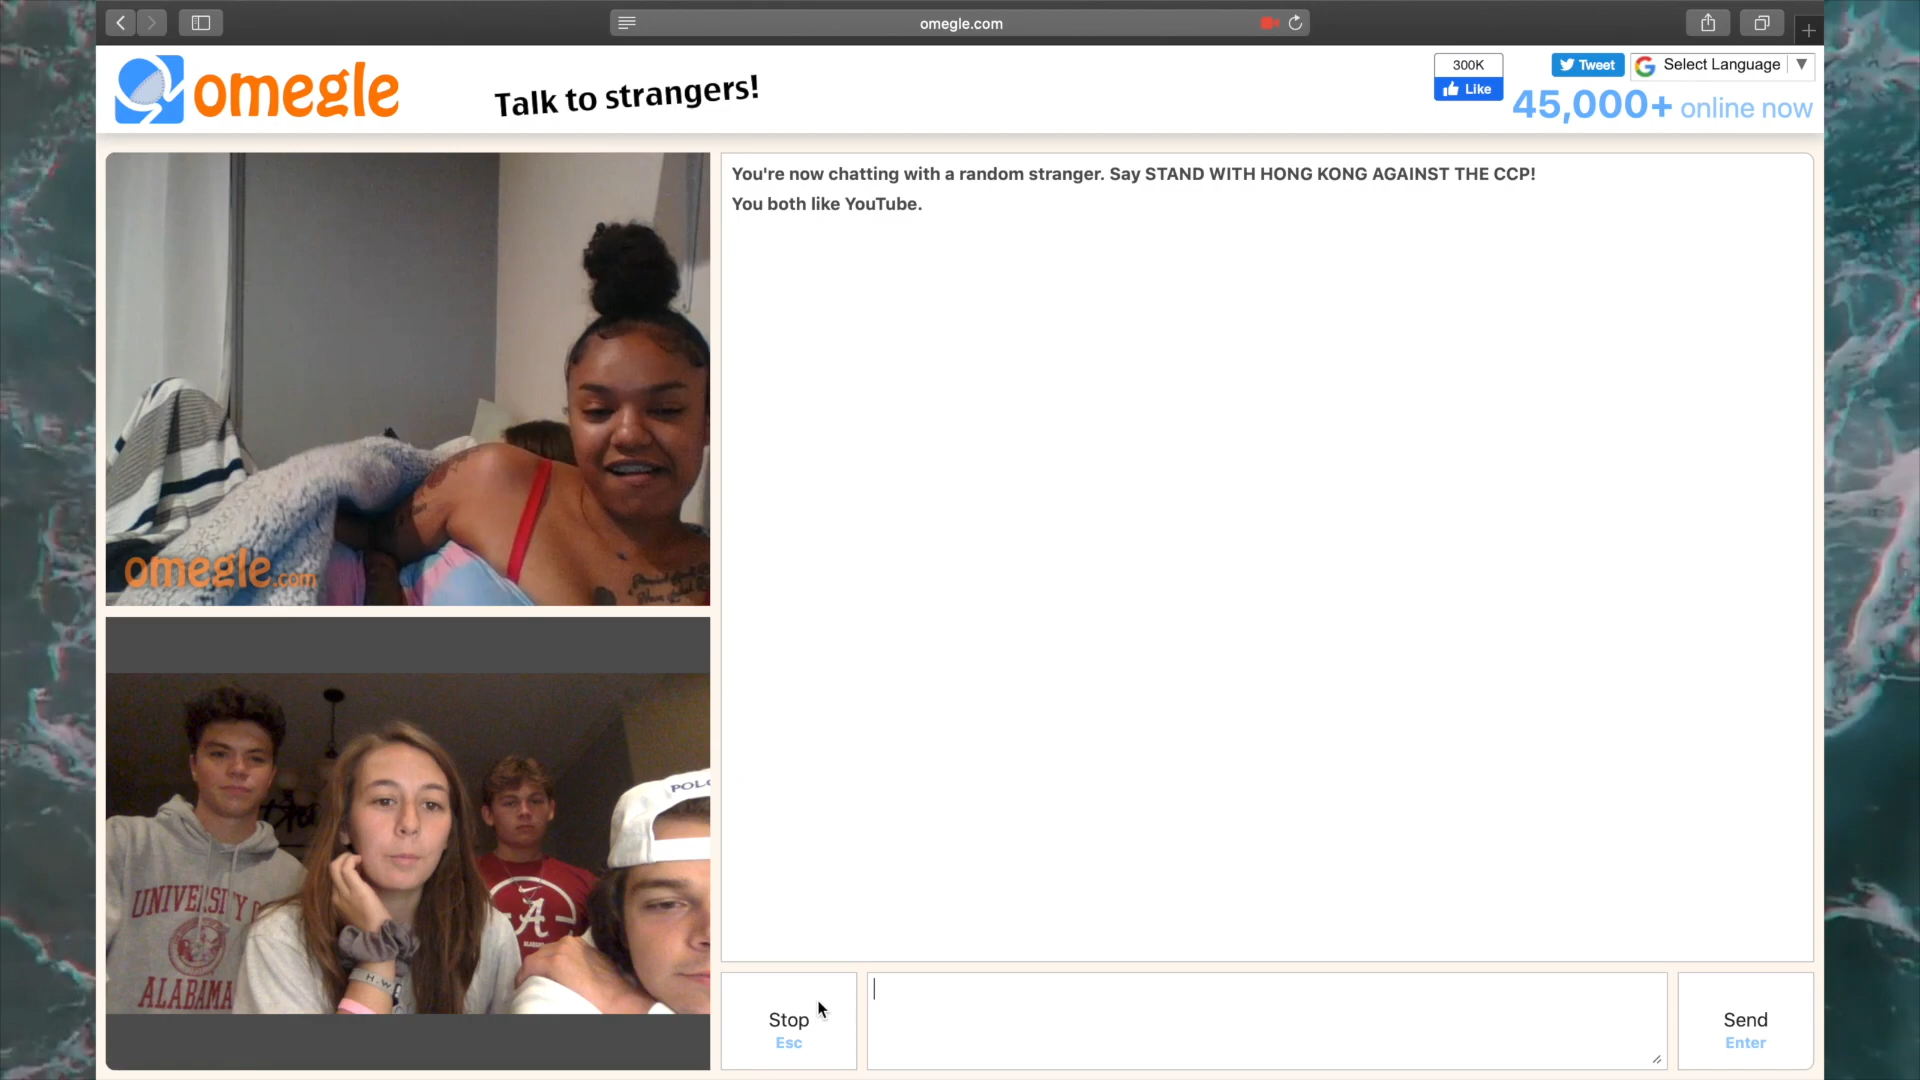 omegle.com
omegle
Talk to strangers!
300K
Like
Tweet
Select Language
45,000+ online now
You're now chatting with a random stranger. Say STAND WITH HONG KONG AGAINST THE CCP!
You both like YouTube.
omegle.com
POLO
UNIVERSITY OF
ALABAMA
A
H.W
Stop
Esc
Send
Enter